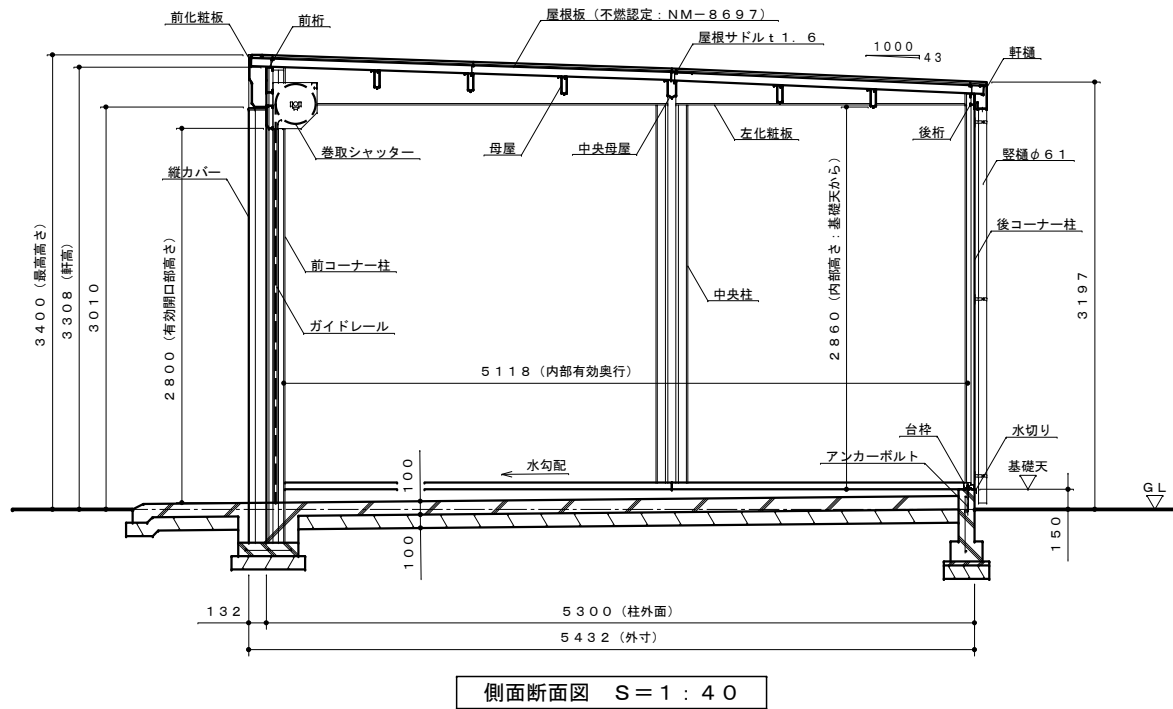 前化粧板
前桁
屋根板（不燃認定：NM－8697）
屋根サドルt1．6
1000
43
軒樋
巻取シャッター
母屋
中央母屋
左化粧板
後桁
竪樋φ61
縦カバー
後コーナー柱
前コーナー柱
中央柱
ガイドレール
3400（最高高さ）
3308（軒高）
3010
2800（有効開口部高さ）
2860（内部高さ：基礎天から）
3197
5118（内部有効奥行）
台枠
水切り
アンカーボルト
基礎天
水勾配
100
100
GL
150
132
5300（柱外面）
5432（外寸）
側面断面図　S＝1：40